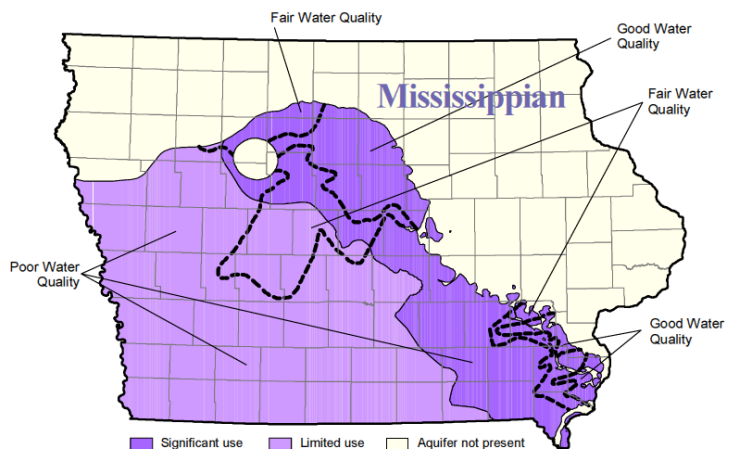 Fair Water Quality
Good Water
Quality
Mississippian
Fair Water
Quality
Poor Water
Quality
Good Water
Quality
Significant use
Limited use
Aquifer not present